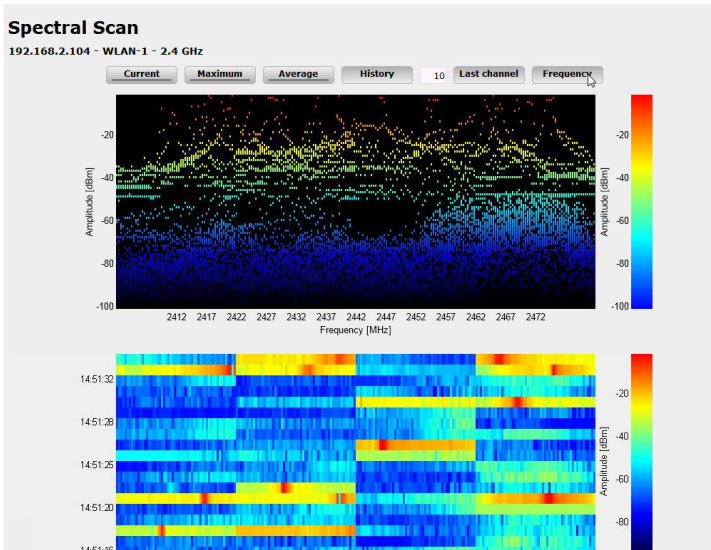 Spectral Scan
192.168.2.104 - WLAN-1 - 2.4 GHz
Current Maximum Average History 10 Last channel Frequency
-20 -20
-40 -40
Amplitude [dBm] Amplitude [dBm]
-60 -60
-80 -80
-100 -100
2412 2417 2422 2427 2432 2437 2442 2447 2452 2457 2462 2467 2472
Frequency [MHz]
14:51:32
-20
14:51:28
-40
Amplitude [dBm]
14:51:25
-60
14:51:20
-80